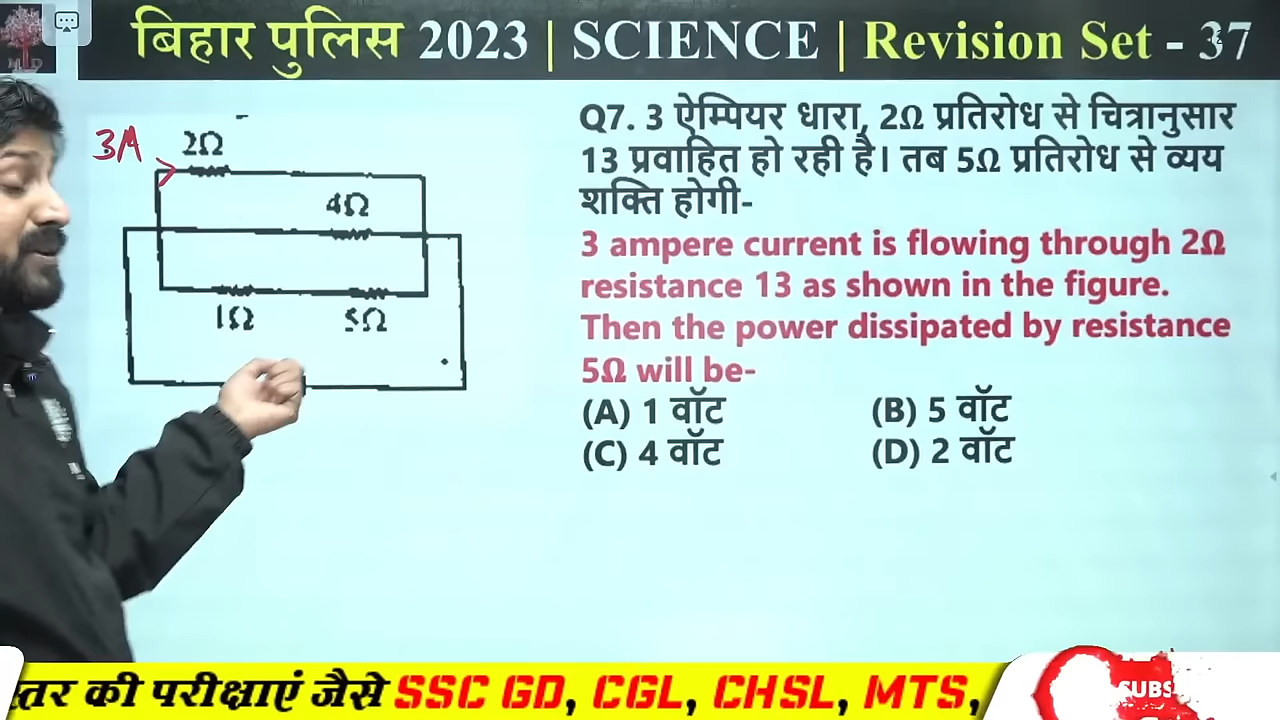 बिहार पुलिस 2023 | SCIENCE | Revision Set - 37
3A
2Ω
4Ω
1Ω
5Ω
Q7. 3 ऐम्पियर धारा, 2Ω प्रतिरोध से चित्रानुसार
13 प्रवाहित हो रही है। तब 5Ω प्रतिरोध से व्यय
शक्ति होगी-
3 ampere current is flowing through 2Ω
resistance 13 as shown in the figure.
Then the power dissipated by resistance
5Ω will be-
(A) 1 वॉट (B) 5 वॉट
(C) 4 वॉट (D) 2 वॉट
स्तर की परीक्षाएं जैसे SSC GD, CGL, CHSL, MTS,
SUBS